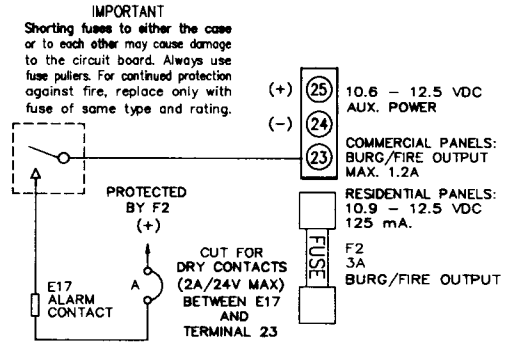 IMPORTANT
Shorting fuses to either the case
or to each other may cause damage
to the circuit board. Always use
fuse pullers. For continued protection
against fire, replace only with
fuse of same type and rating.
(+) 25 10.6 – 12.5 VDC
AUX. POWER
(–) 24
23 COMMERCIAL PANELS:
BURG/FIRE OUTPUT
MAX. 1.2A
RESIDENTIAL PANELS:
10.9 – 12.5 VDC
125 mA.
FUSE
F2
3A
BURG/FIRE OUTPUT
PROTECTED
BY F2
(+)
A
CUT FOR
DRY CONTACTS
(2A/24V MAX)
BETWEEN E17
AND
TERMINAL 23
E17
ALARM
CONTACT